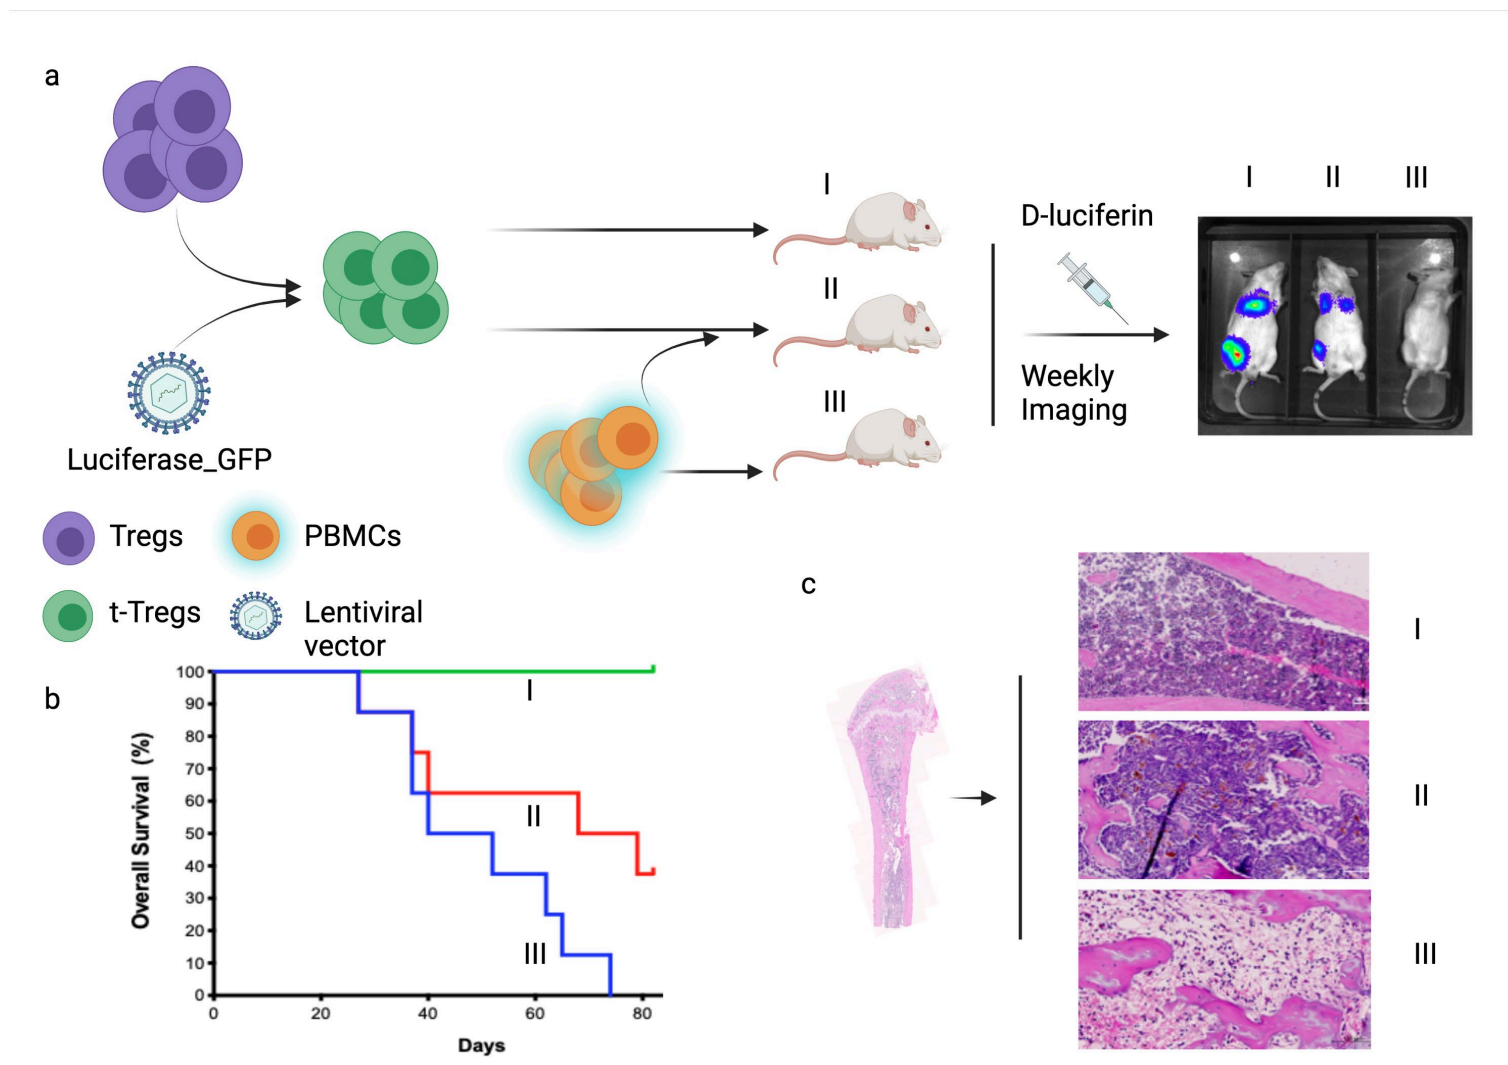 a
I
II
III
I
II
III
D-luciferin
Weekly
Imaging
Luciferase_GFP
Tregs
PBMCs
t-Tregs
Lentiviral
vector
b
100
90
80
70
60
50
40
30
20
10
0
Overall Survival (%)
I
II
III
0
20
40
60
80
Days
c
I
II
III